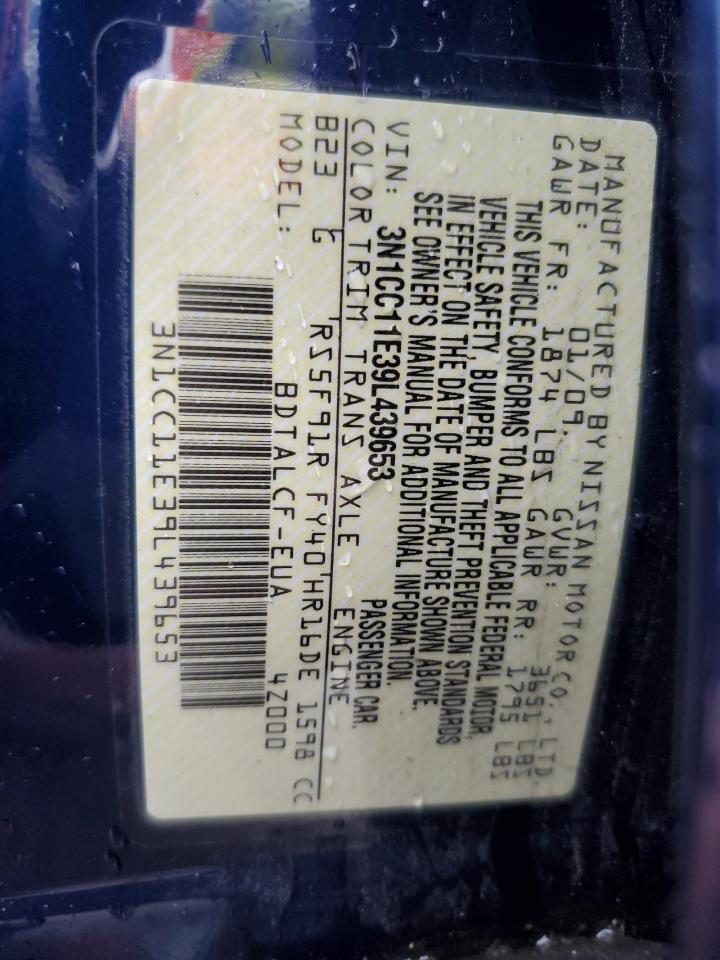 MANUFACTURED BY NISSAN MOTOR CO., LTD.
DATE: 01/09. GVWR: 3651 LBS
GAWR FR: 1874 LBS GAWR RR: 1795 LBS
THIS VEHICLE CONFORMS TO ALL APPLICABLE FEDERAL MOTOR
VEHICLE SAFETY, BUMPER AND THEFT PREVENTION STANDARDS
IN EFFECT ON THE DATE OF MANUFACTURE SHOWN ABOVE.
SEE OWNER'S MANUAL FOR ADDITIONAL INFORMATION.
VIN: 3N1CC11E39L439653 PASSENGER CAR.
COLOR TRIM TRANS AXLE ENGINE
B23 G RS5F91R FY40 HR16DE 1598 CC
MODEL: BDTALCF-EUA 4Z000
3N1CC11E39L439653